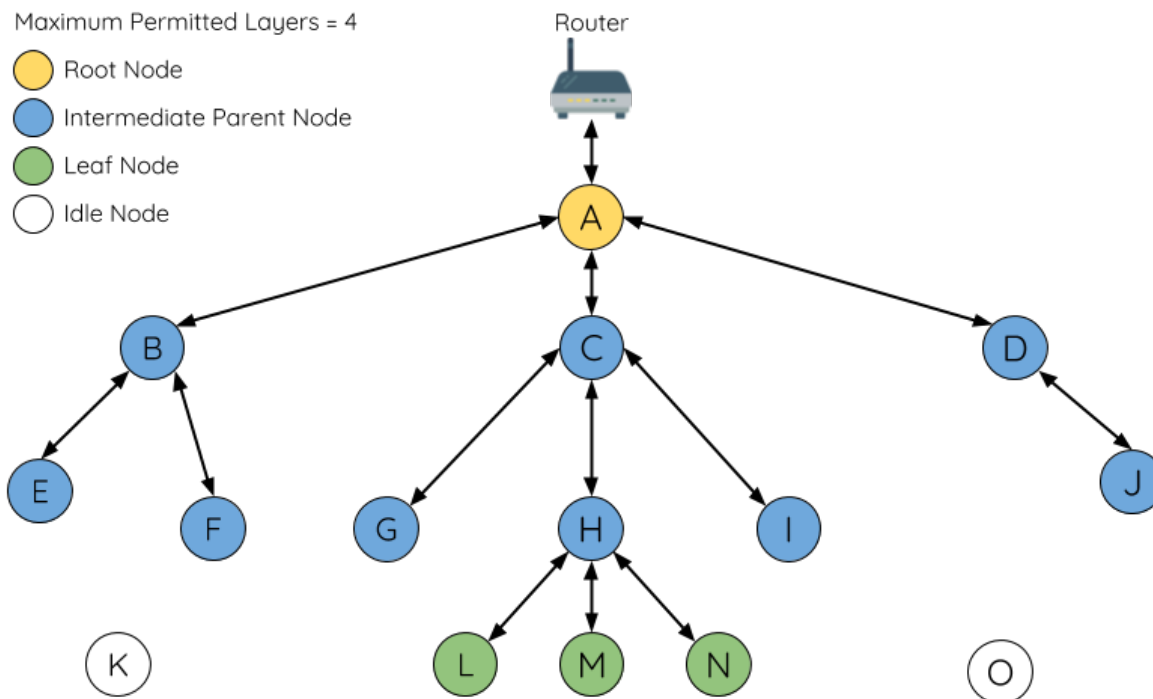 Maximum Permitted Layers = 4
Router
Root Node
Intermediate Parent Node
Leaf Node
Idle Node
A
B
C
D
E
F
G
H
I
J
K
L
M
N
O